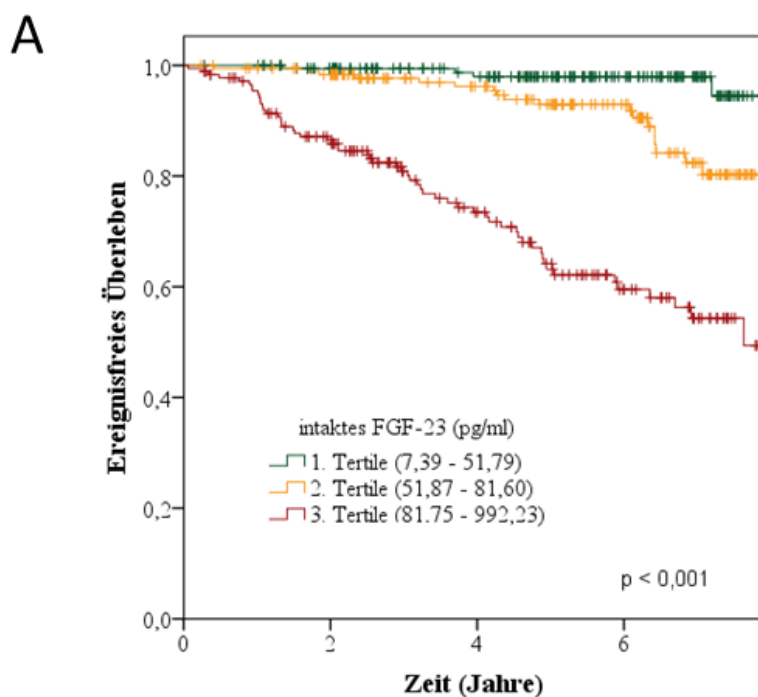 A
Ereignisfreies Überleben
1,0
0,8
0,6
0,4
0,2
0,0
intaktes FGF-23 (pg/ml)
1. Tertile (7,39 - 51,79)
2. Tertile (51,87 - 81,60)
3. Tertile (81.75 - 992,23)
p < 0,001
0 2 4 6
Zeit (Jahre)